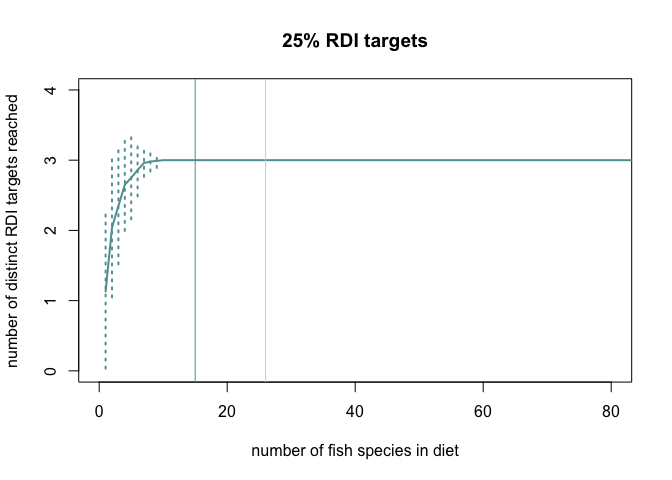 25% RDI targets
number of distinct RDI targets reached
4
3
2
1
0
0 20 40 60 80
number of fish species in diet